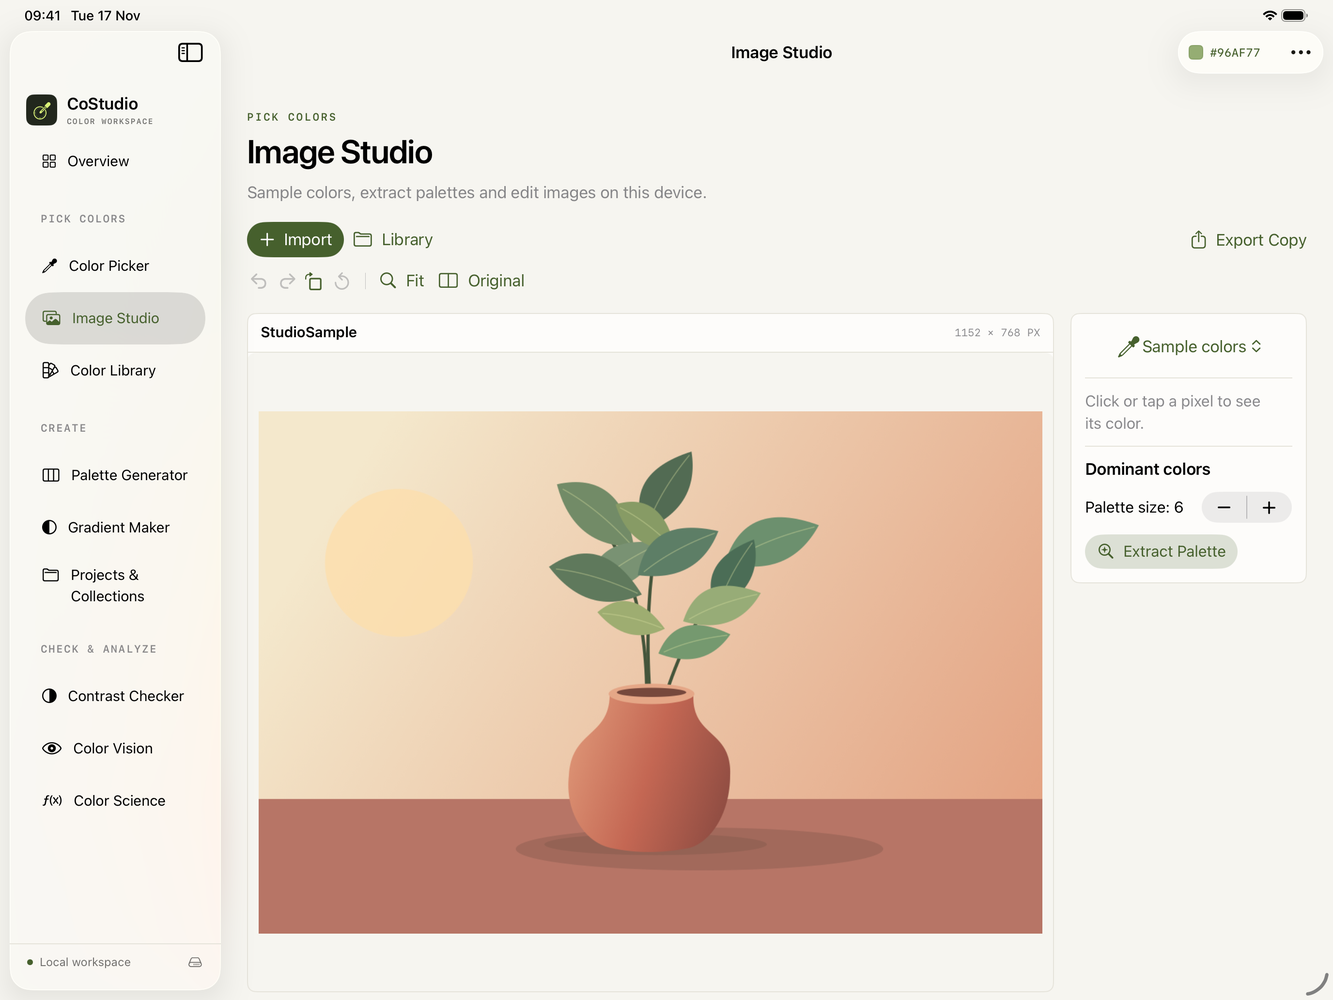 09:41 Tue 17 Nov
CoStudio
COLOR WORKSPACE
Overview
PICK COLORS
Color Picker
Image Studio
Color Library
CREATE
Palette Generator
Gradient Maker
Projects &
Collections
CHECK & ANALYZE
Contrast Checker
Color Vision
f(x) Color Science
Local workspace
Image Studio
#96AF77
PICK COLORS
Image Studio
Sample colors, extract palettes and edit images on this device.
Import Library
Export Copy
Fit Original
StudioSample
1152 × 768 PX
Sample colors
Click or tap a pixel to see
its color.
Dominant colors
Palette size: 6
Extract Palette